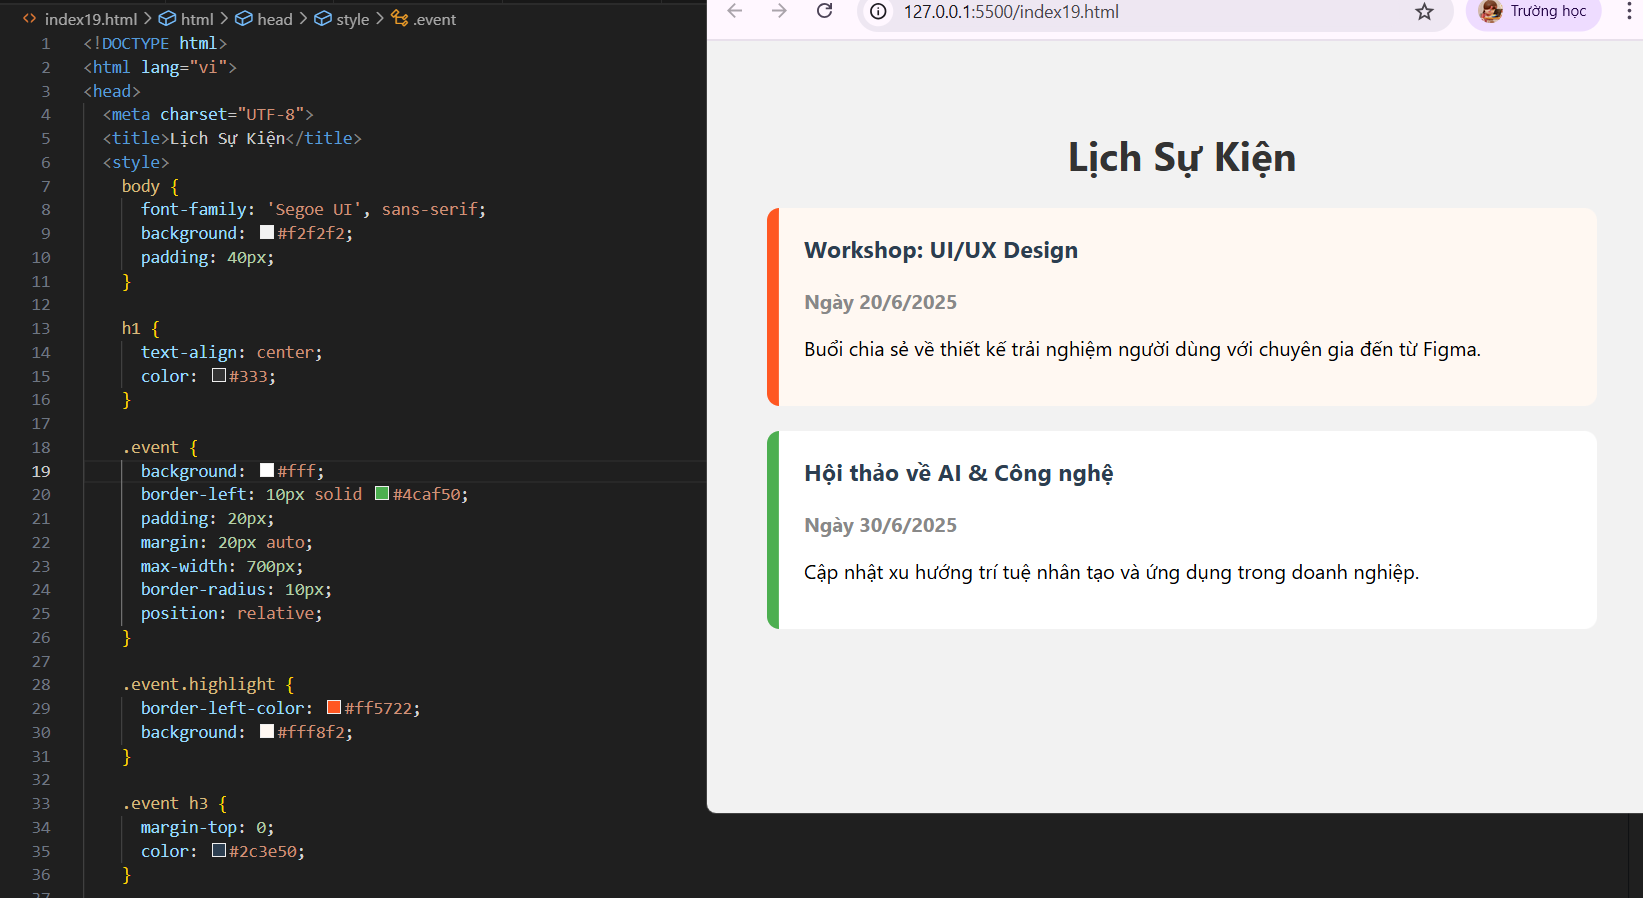 index19.html > html > head > style > .event
1 <!DOCTYPE html>
2 <html lang="vi">
3 <head>
4 <meta charset="UTF-8">
5 <title>Lịch Sự Kiện</title>
6 <style>
7 body {
8 font-family: 'Segoe UI', sans-serif;
9 background: #f2f2f2;
10 padding: 40px;
11 }
12
13 h1 {
14 text-align: center;
15 color: #333;
16 }
17
18 .event {
19 background: #fff;
20 border-left: 10px solid #4caf50;
21 padding: 20px;
22 margin: 20px auto;
23 max-width: 700px;
24 border-radius: 10px;
25 position: relative;
26 }
27
28 .event.highlight {
29 border-left-color: #ff5722;
30 background: #fff8f2;
31 }
32
33 .event h3 {
34 margin-top: 0;
35 color: #2c3e50;
36 }
37
127.0.0.1:5500/index19.html
Trường học
Lịch Sự Kiện
Workshop: UI/UX Design
Ngày 20/6/2025
Buổi chia sẻ về thiết kế trải nghiệm người dùng với chuyên gia đến từ Figma.
Hội thảo về AI & Công nghệ
Ngày 30/6/2025
Cập nhật xu hướng trí tuệ nhân tạo và ứng dụng trong doanh nghiệp.